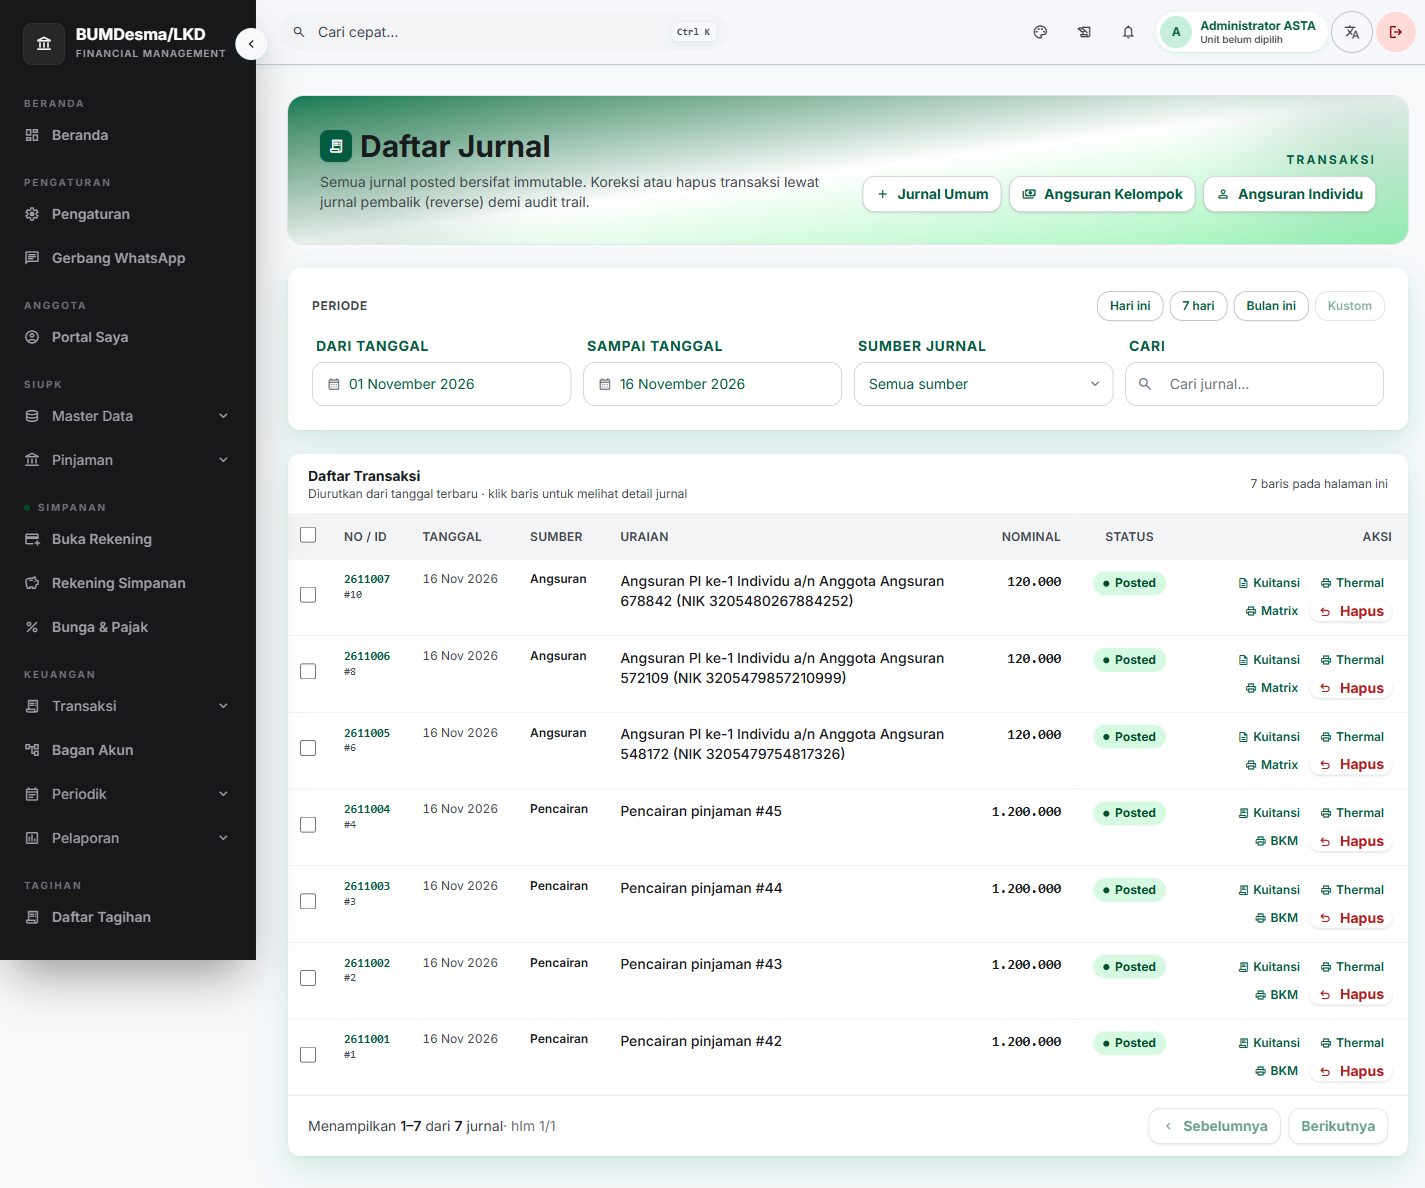 BUMDesma/LKD
FINANCIAL MANAGEMENT
BERANDA
Beranda
PENGATURAN
Pengaturan
Gerbang WhatsApp
ANGGOTA
Portal Saya
SIUPK
Master Data
Pinjaman
SIMPANAN
Buka Rekening
Rekening Simpanan
Bunga & Pajak
KEUANGAN
Transaksi
Bagan Akun
Periodik
Pelaporan
TAGIHAN
Daftar Tagihan
Cari cepat... Ctrl K
A Administrator ASTA
Unit belum dipilih
Daftar Jurnal
Semua jurnal posted bersifat immutable. Koreksi atau hapus transaksi lewat
jurnal pembalik (reverse) demi audit trail.
TRANSAKSI
Jurnal Umum Angsuran Kelompok Angsuran Individu
PERIODE Hari ini 7 hari Bulan ini Kustom
DARI TANGGAL SAMPAI TANGGAL SUMBER JURNAL CARI
01 November 2026 16 November 2026 Semua sumber Cari jurnal...
Daftar Transaksi
Diurutkan dari tanggal terbaru · klik baris untuk melihat detail jurnal
7 baris pada halaman ini
NO / ID TANGGAL SUMBER URAIAN NOMINAL STATUS AKSI
2611007 16 Nov 2026 Angsuran Angsuran PI ke-1 Individu a/n Anggota Angsuran 120.000 Posted Kuitansi Thermal
#10 678842 (NIK 3205480267884252) Matrix Hapus
2611006 16 Nov 2026 Angsuran Angsuran PI ke-1 Individu a/n Anggota Angsuran 120.000 Posted Kuitansi Thermal
#8 572109 (NIK 3205479857210999) Matrix Hapus
2611005 16 Nov 2026 Angsuran Angsuran PI ke-1 Individu a/n Anggota Angsuran 120.000 Posted Kuitansi Thermal
#6 548172 (NIK 3205479754817326) Matrix Hapus
2611004 16 Nov 2026 Pencairan Pencairan pinjaman #45 1.200.000 Posted Kuitansi Thermal
#4 BKM Hapus
2611003 16 Nov 2026 Pencairan Pencairan pinjaman #44 1.200.000 Posted Kuitansi Thermal
#3 BKM Hapus
2611002 16 Nov 2026 Pencairan Pencairan pinjaman #43 1.200.000 Posted Kuitansi Thermal
#2 BKM Hapus
2611001 16 Nov 2026 Pencairan Pencairan pinjaman #42 1.200.000 Posted Kuitansi Thermal
#1 BKM Hapus
Menampilkan 1–7 dari 7 jurnal· hlm 1/1 Sebelumnya Berikutnya